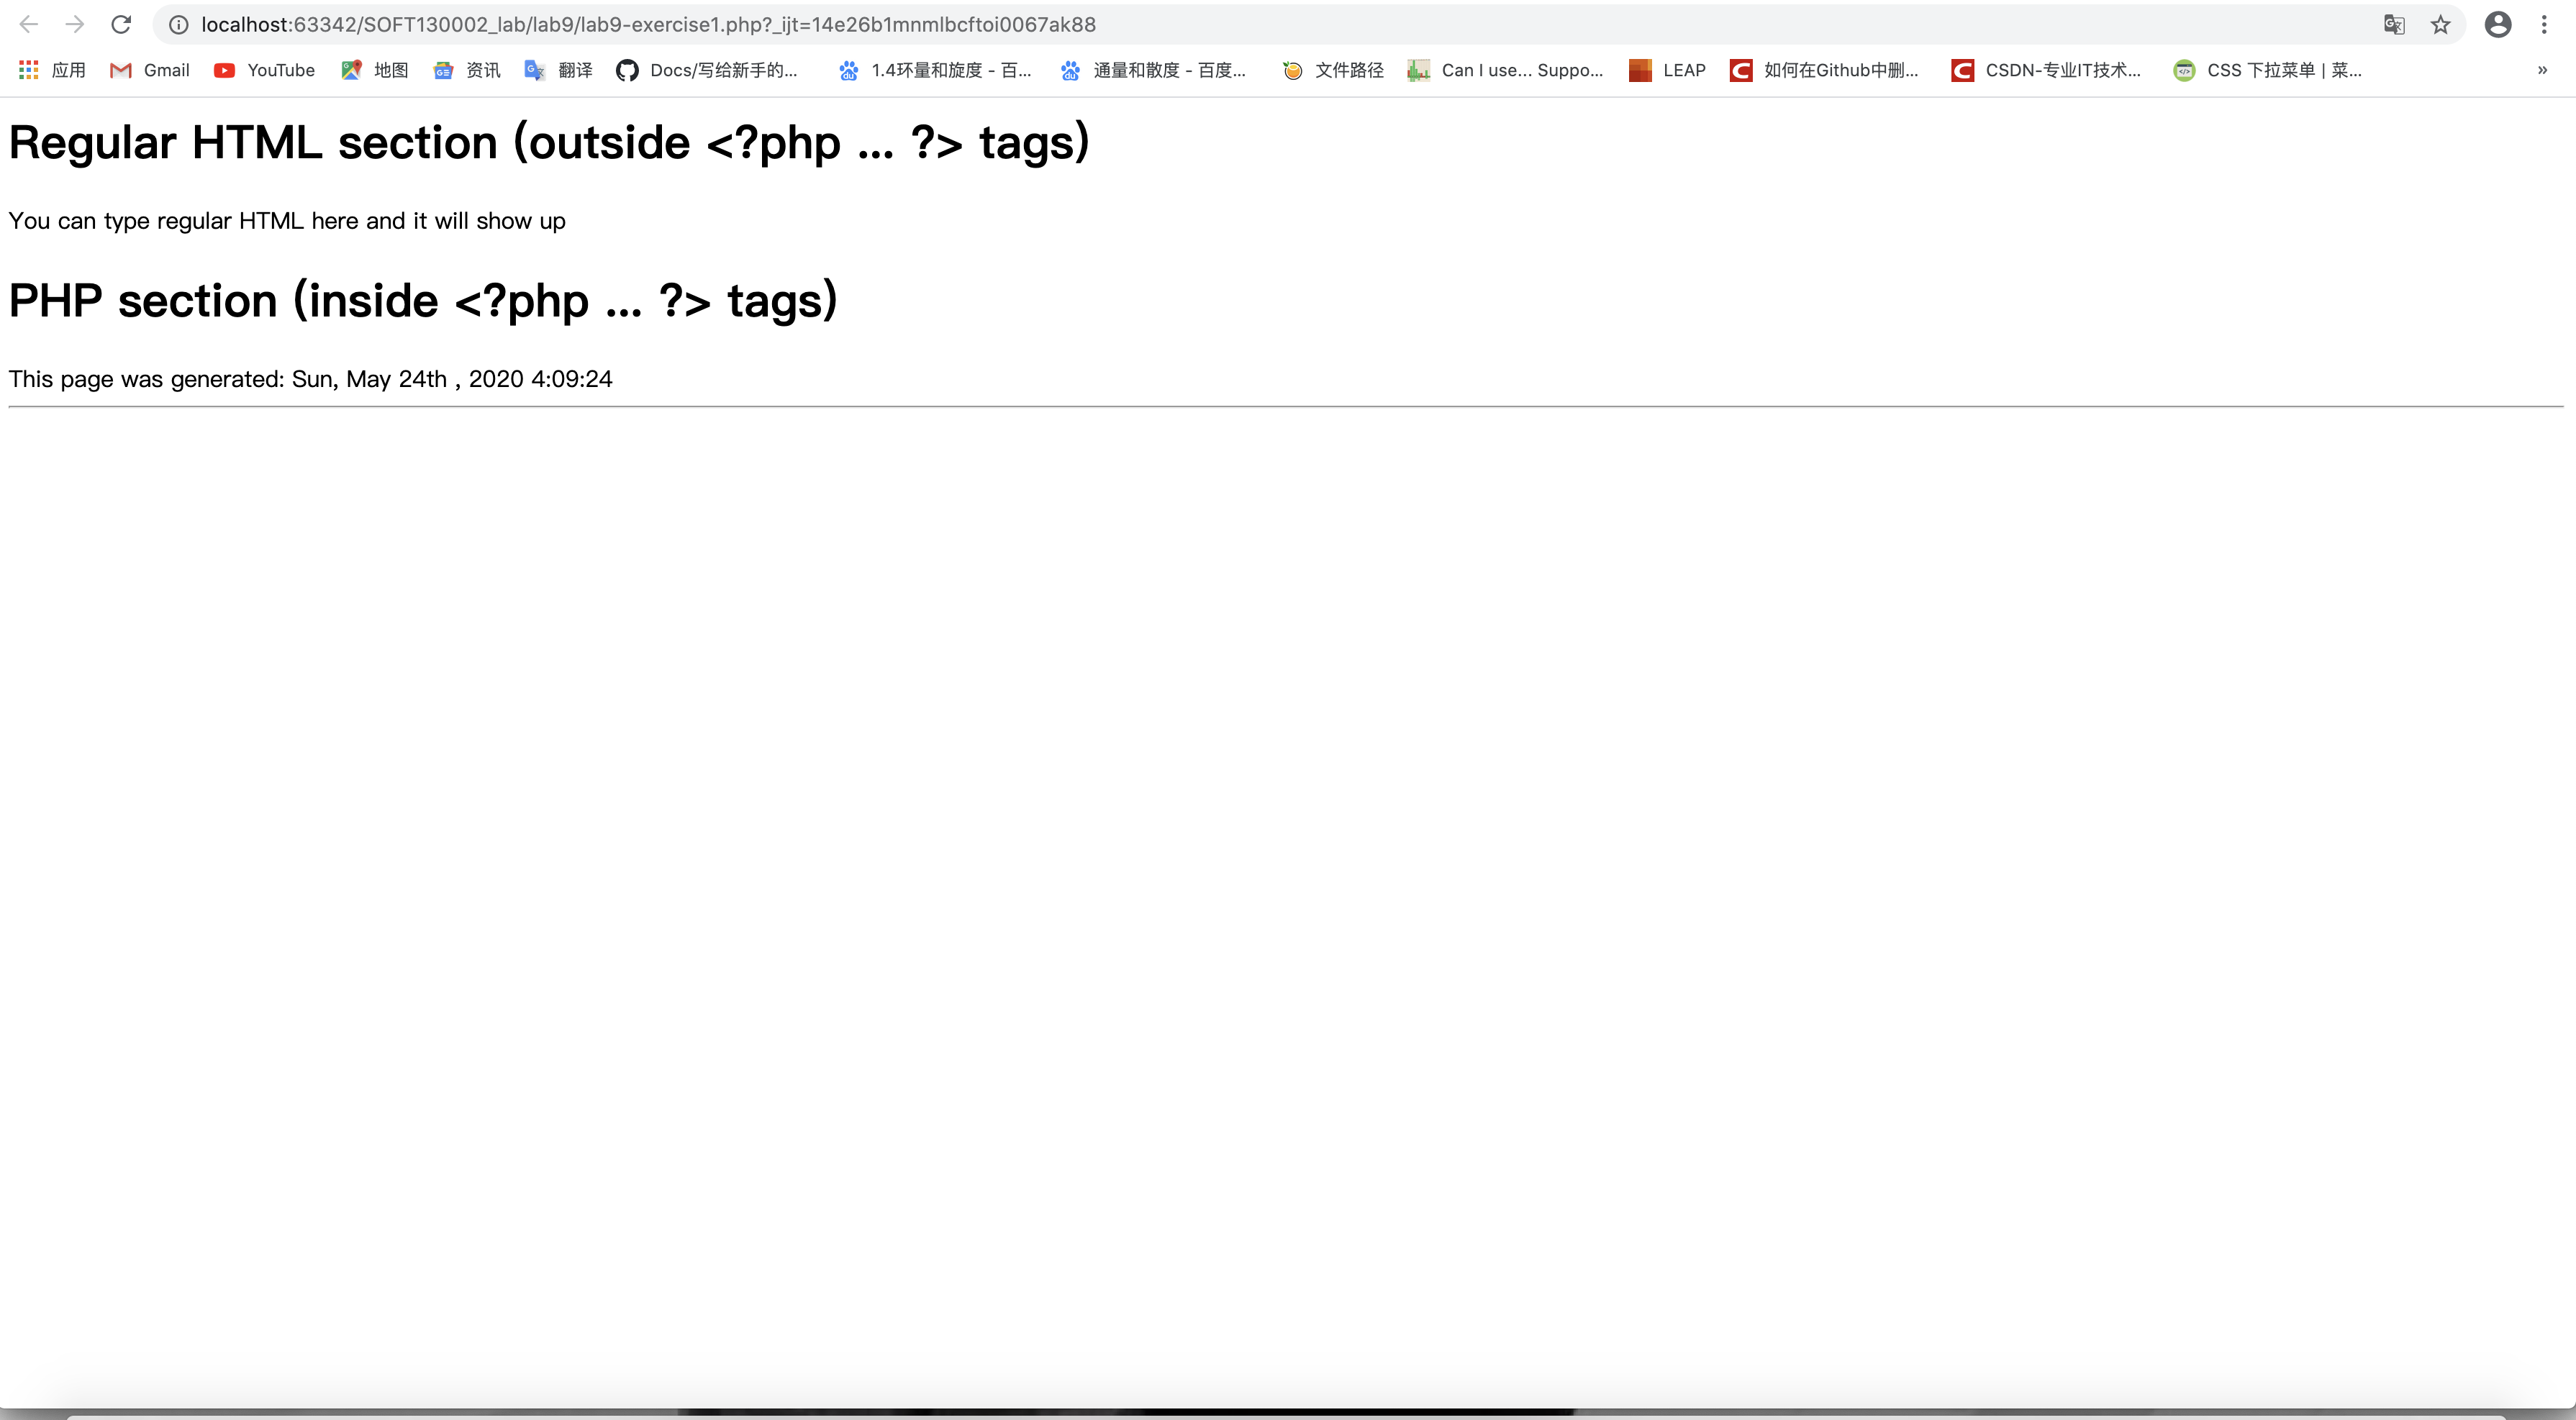 localhost:63342/SOFT130002_lab/lab9/lab9-exercise1.php?_ijt=14e26b1mnmlbcftoi0067ak88
应用 Gmail YouTube 地图 资讯 翻译 Docs/写给新手的... 1.4环量和旋度 - 百... 通量和散度 - 百度... 文件路径 Can I use... Suppo... LEAP 如何在Github中删... CSDN-专业IT技术... CSS 下拉菜单 | 菜... »
Regular HTML section (outside <?php ... ?> tags)
You can type regular HTML here and it will show up
PHP section (inside <?php ... ?> tags)
This page was generated: Sun, May 24th , 2020 4:09:24